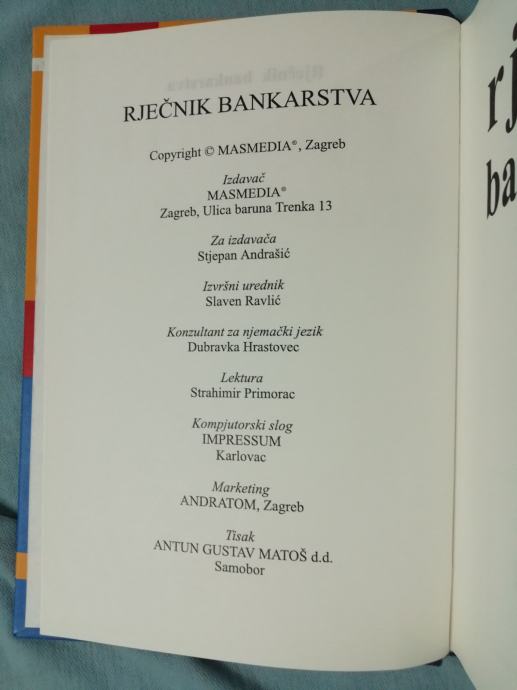 RJEČNIK BANKARSTVA
Copyright © MASMEDIA®, Zagreb
Izdavač
MASMEDIA®
Zagreb, Ulica baruna Trenka 13
Za izdavača
Stjepan Andrašić
Izvršni urednik
Slaven Ravlić
Konzultant za njemački jezik
Dubravka Hrastovec
Lektura
Strahimir Primorac
Kompjutorski slog
IMPRESSUM
Karlovac
Marketing
ANDRATOM, Zagreb
Tisak
ANTUN GUSTAV MATOŠ d.d.
Samobor